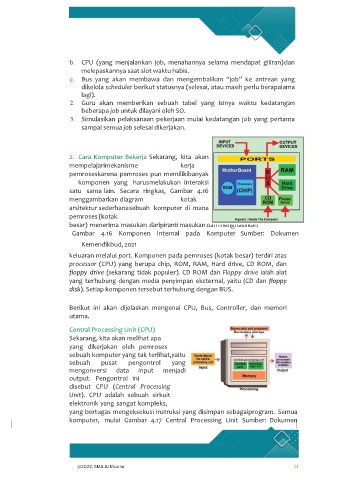 b. CPU (yang menjalankan job, menahannya selama mendapat giliran)dan
melepaskannya saat slot waktu habis.
c. Bus yang akan membawa dan mengembalikan “job” ke antrean yang
dikelola scheduler berikut statusnya (selesai, atau masih perlu berapalama
lagi).
2. Guru akan memberikan sebuah tabel yang isinya waktu kedatangan
beberapa job untuk dilayani oleh SO.
3. Simulasikan pelaksanaan pekerjaan mulai kedatangan job yang pertama
sampai semua job selesai dikerjakan.
INPUT DEVICES
OUTPUT DEVICES
PORTS
MotherBoard
RAM
BUS
Processor
(CHIP)
ROM
Hard Drive
CD ROM
Floppy Drive
Figure: Inside The Computer
2. Cara Komputer Bekerja Sekarang, kita akan
mempelajarimekanisme kerja
pemroseskarena pemroses pun memilikibanyak
komponen yang harusmelakukan interaksi
satu sama lain. Secara ringkas, Gambar 4.16
menggambarkan diagram kotak
arsitektur sederhanasebuah komputer di mana
pemroses (kotak
besar) menerima masukan daripiranti masukan dan menghasilkan
Gambar 4.16 Komponen Internal pada Komputer Sumber: Dokumen
Kemendikbud, 2021
keluaran melalui port. Komponen pada pemroses (kotak besar) terdiri atas
processor (CPU) yang berupa chip, ROM, RAM, Hard drive, CD ROM, dan
floppy drive (sekarang tidak populer). CD ROM dan Floppy drive ialah alat
yang terhubung dengan media penyimpan eksternal, yaitu (CD dan floppy
disk). Setiap komponen tersebut terhubung dengan BUS.
Berikut ini akan dijelaskan mengenai CPU, Bus, Controller, dan memori
utama.
Central Processing Unit (CPU)
Sekarang, kita akan melihat apa
yang dikerjakan oleh pemroses
sebuah komputer yang tak terlihat,yaitu
sebuah pusat pengontrol yang
mengonversi data input menjadi
output. Pengontrol ini
disebut CPU (Central Processing
Unit). CPU adalah sebuah sirkuit
elektronik yang sangat kompleks,
Secondary storage
Input
Memory
Processing
Output
yang bertugas mengeksekusi instruksi yang disimpan sebagaiprogram. Semua
komputer, mulai Gambar 4.17 Central Processing Unit Sumber: Dokumen
@2022, MA